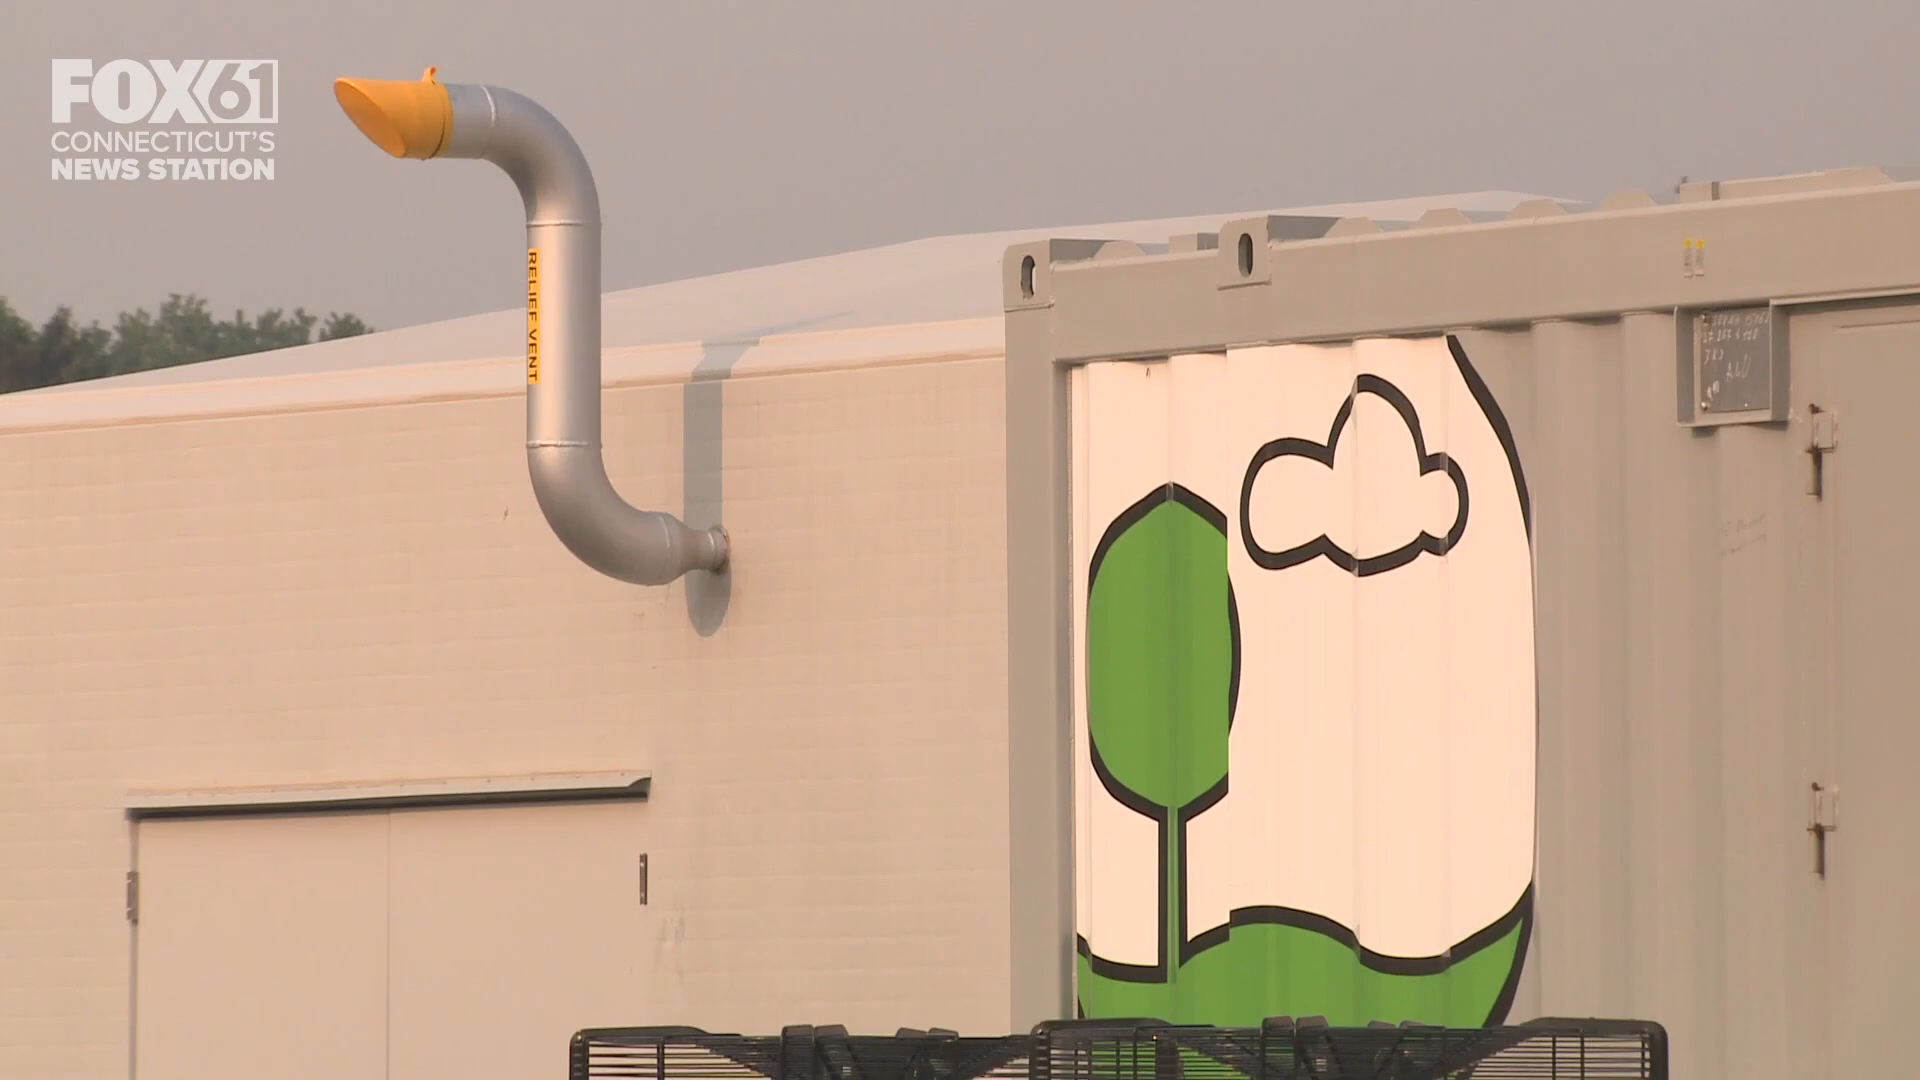 FOX61
CONNECTICUT'S
NEWS STATION
RELIEF VENT